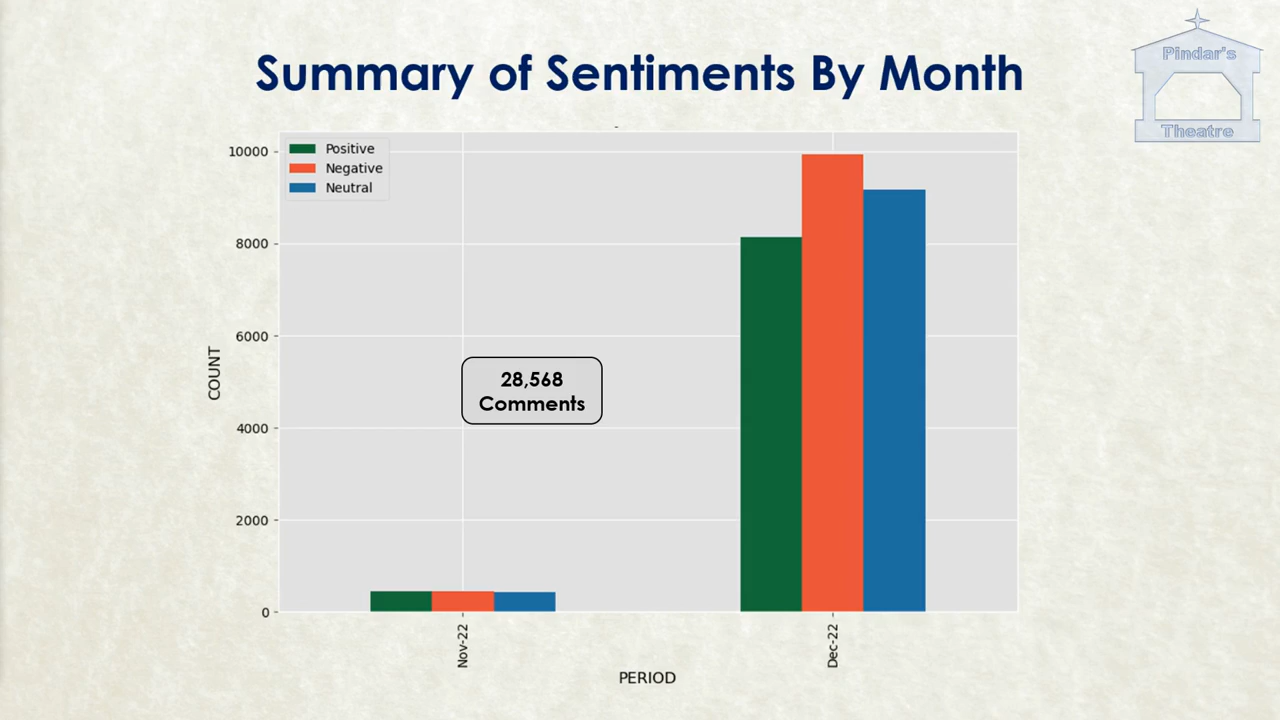 Summary of Sentiments By Month
Pindar's
Theatre
Positive
Negative
Neutral
10000
8000
6000
4000
2000
0
COUNT
28,568
Comments
Nov-22
Dec-22
PERIOD